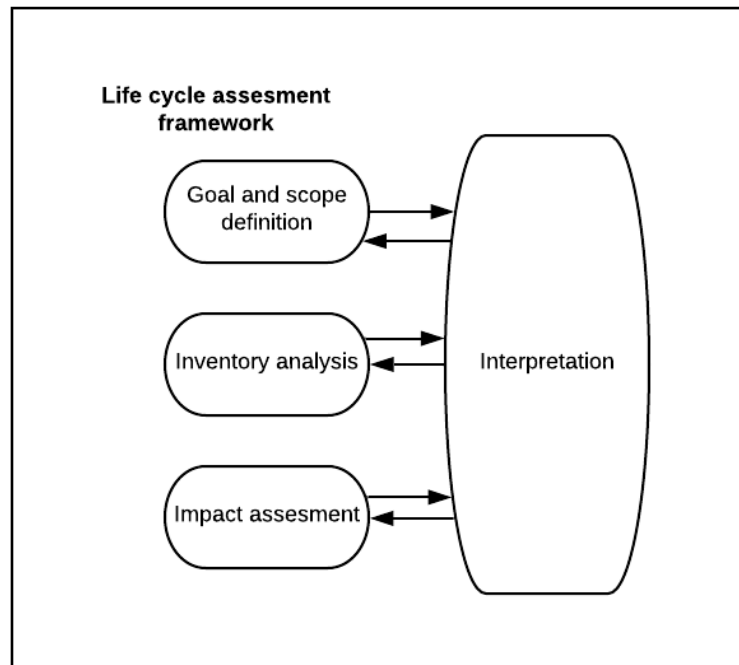 Life cycle assesment
framework
Goal and scope
definition
Inventory analysis
Interpretation
Impact assesment